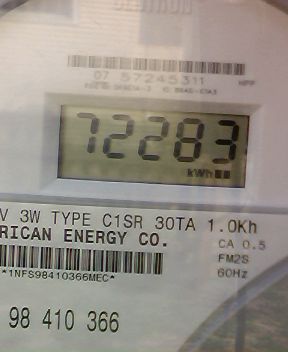 07 57245311
72283
kWh
V 3W TYPE C1SR 30TA 1.0Kh
RICAN ENERGY CO.
CA 0.5
FM2S
*1NFS98410366MEC*
60Hz
98 410 366